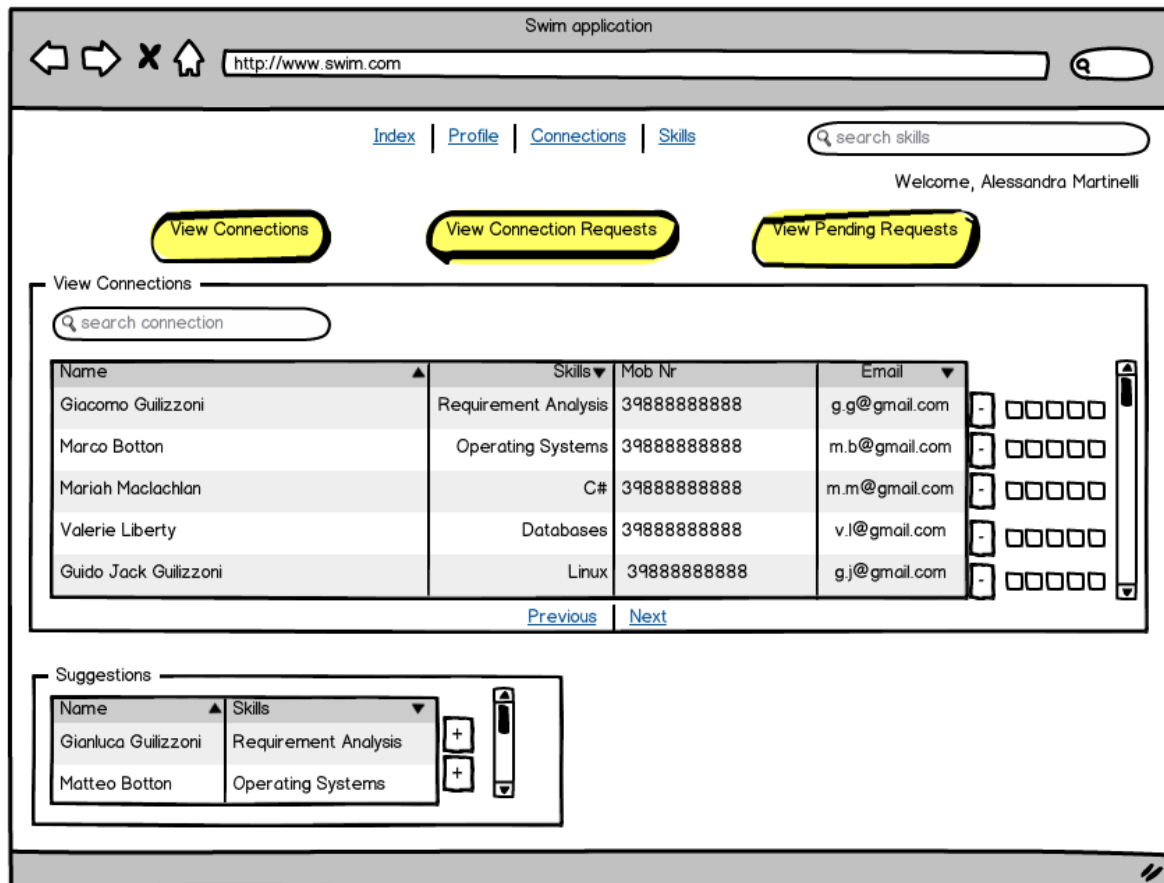 Swim application
http://www.swim.com
Index Profile Connections Skills search skills
Welcome, Alessandra Martinelli
View Connections View Connection Requests View Pending Requests
View Connections
search connection
Name Skills Mob Nr Email
Giacomo Guilizzoni Requirement Analysis 39888888888 g.g@gmail.com -
Marco Botton Operating Systems 39888888888 m.b@gmail.com -
Mariah Maclachlan C# 39888888888 m.m@gmail.com -
Valerie Liberty Databases 39888888888 v.l@gmail.com -
Guido Jack Guilizzoni Linux 39888888888 g.j@gmail.com -
Previous Next
Suggestions
Name Skills
Gianluca Guilizzoni Requirement Analysis +
Matteo Botton Operating Systems +